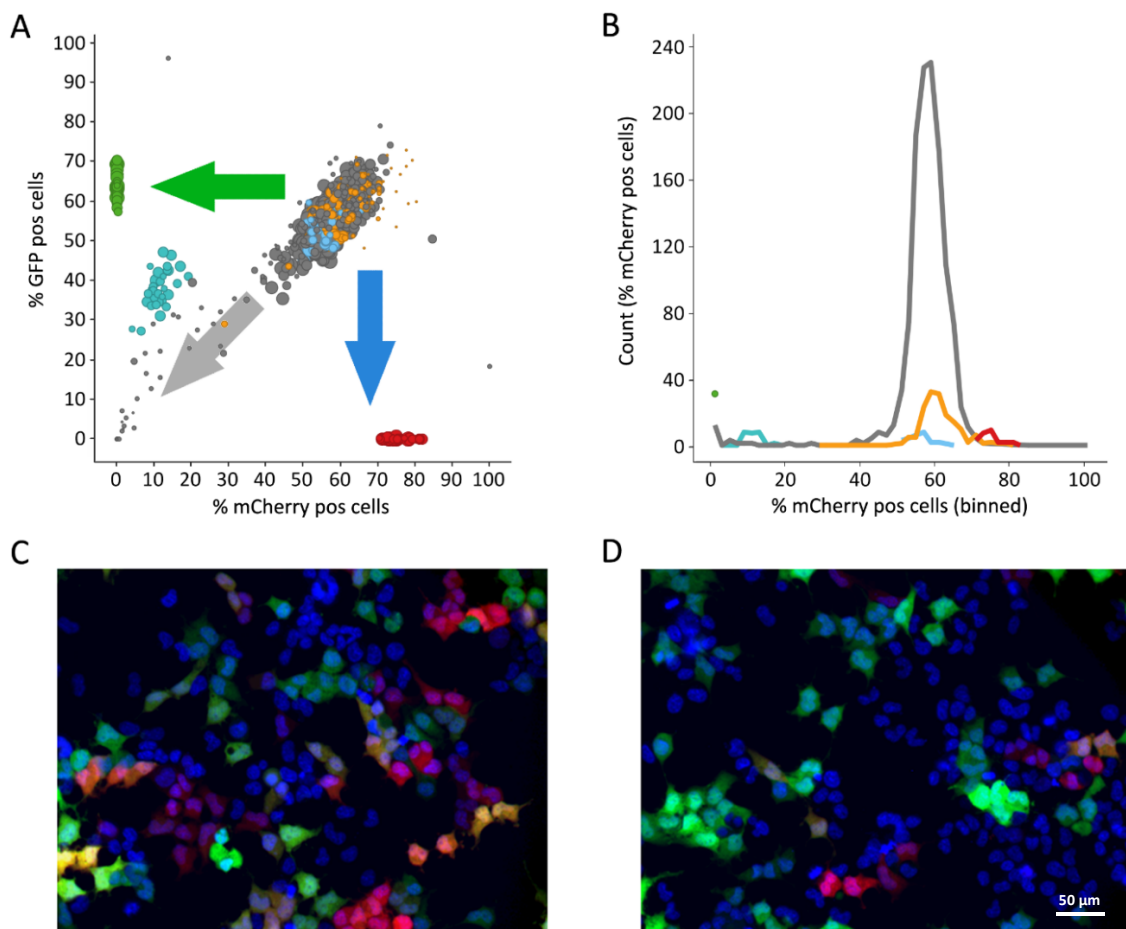 A
100
90
80
70
60
50
40
30
20
10
0
% GFP pos cells
0 10 20 30 40 50 60 70 80 90 100
% mCherry pos cells
B
240
200
160
120
80
40
0
Count (% mCherry pos cells)
0 20 40 60 80 100
% mCherry pos cells (binned)
C
D
50 µm